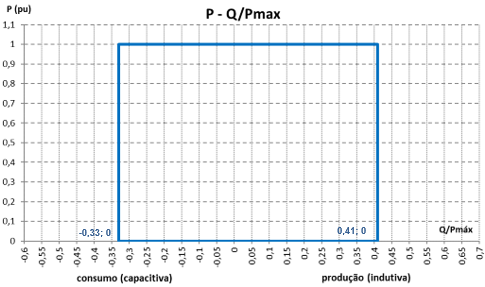 P (pu)
P - Q/Pmax
1,1
1
0,9
0,8
0,7
0,6
0,5
0,4
0,3
0,2
0,1
0
-0,33; 0
0,41; 0
Q/Pmáx
-0,6 -0,55 -0,5 -0,45 -0,4 -0,35 -0,3 -0,25 -0,2 -0,15 -0,1 -0,05 0 0,05 0,1 0,15 0,2 0,25 0,3 0,35 0,4 0,45 0,5 0,55 0,6 0,65 0,7
consumo (capacitiva) produção (indutiva)